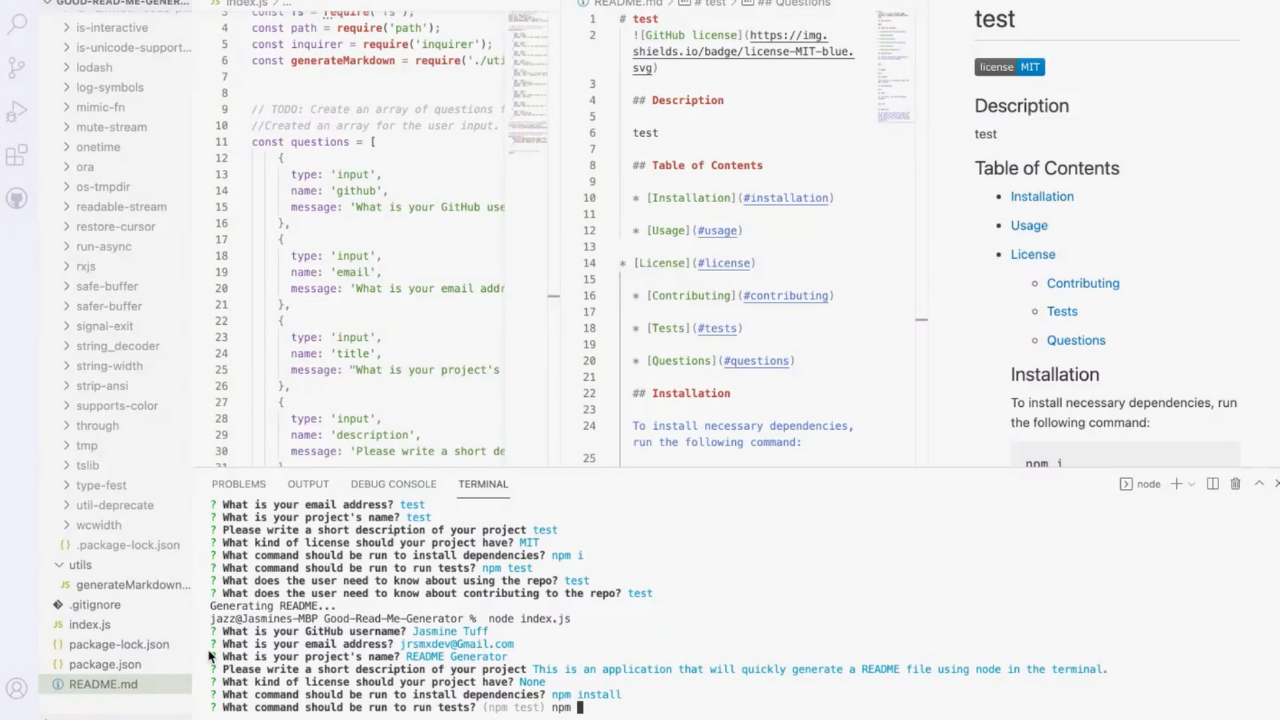 GOOD-READ-ME-GENER...
is-interactive
is-unicode-support...
lodash
log-symbols
mimic-fn
mute-stream
onetime
ora
os-tmpdir
readable-stream
restore-cursor
run-async
rxjs
safe-buffer
safer-buffer
signal-exit
string_decoder
string-width
strip-ansi
supports-color
through
tmp
tslib
type-fest
util-deprecate
wcwidth
{} .package-lock.json
utils
JS generateMarkdown...
.gitignore
JS index.js
{} package-lock.json
{} package.json
README.md
index.js > ...
3 const fs = require('fs');
4 const path = require('path');
5 const inquirer = require('inquirer');
6 const generateMarkdown = require('./uti
7
8
9 // TODO: Create an array of questions f
10 //Created an array for the user input.
11 const questions = [
12 {
13 type: 'input',
14 name: 'github',
15 message: 'What is your GitHub use
16 },
17 {
18 type: 'input',
19 name: 'email',
20 message: 'What is your email addr
21 },
22 {
23 type: 'input',
24 name: 'title',
25 message: "What is your project's
26 },
27 {
28 type: 'input',
29 name: 'description',
30 message: 'Please write a short de
31 }
README.md > # test > ## Questions
1 # test
2 ![GitHub license](https://img.
shields.io/badge/license-MIT-blue.
svg)
3
4 ## Description
5
6 test
7
8 ## Table of Contents
9
10 * [Installation](#installation)
11
12 * [Usage](#usage)
13
14 * [License](#license)
15
16 * [Contributing](#contributing)
17
18 * [Tests](#tests)
19
20 * [Questions](#questions)
21
22 ## Installation
23
24 To install necessary dependencies,
run the following command:
25
test
license MIT
Description
test
Table of Contents
Installation
Usage
License
Contributing
Tests
Questions
Installation
To install necessary dependencies, run
the following command:
npm i
PROBLEMS OUTPUT DEBUG CONSOLE TERMINAL
node
? What is your email address? test
? What is your project's name? test
? Please write a short description of your project test
? What kind of license should your project have? MIT
? What command should be run to install dependencies? npm i
? What command should be run to run tests? npm test
? What does the user need to know about using the repo? test
? What does the user need to know about contributing to the repo? test
Generating README...
jazz@Jasmines-MBP Good-Read-Me-Generator % node index.js
? What is your GitHub username? Jasmine Tuff
? What is your email address? jrsmxdev@Gmail.com
? What is your project's name? README Generator
? Please write a short description of your project This is an application that will quickly generate a README file using node in the terminal.
? What kind of license should your project have? None
? What command should be run to install dependencies? npm install
? What command should be run to run tests? (npm test) npm